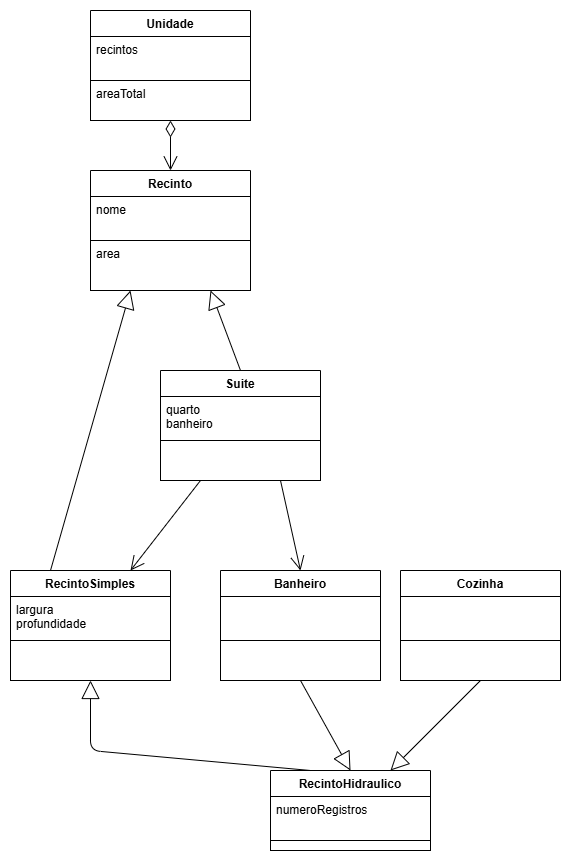 Unidade
recintos
areaTotal
Recinto
nome
area
Suite
quarto
banheiro
RecintoSimples
largura
profundidade
Banheiro
Cozinha
RecintoHidraulico
numeroRegistros